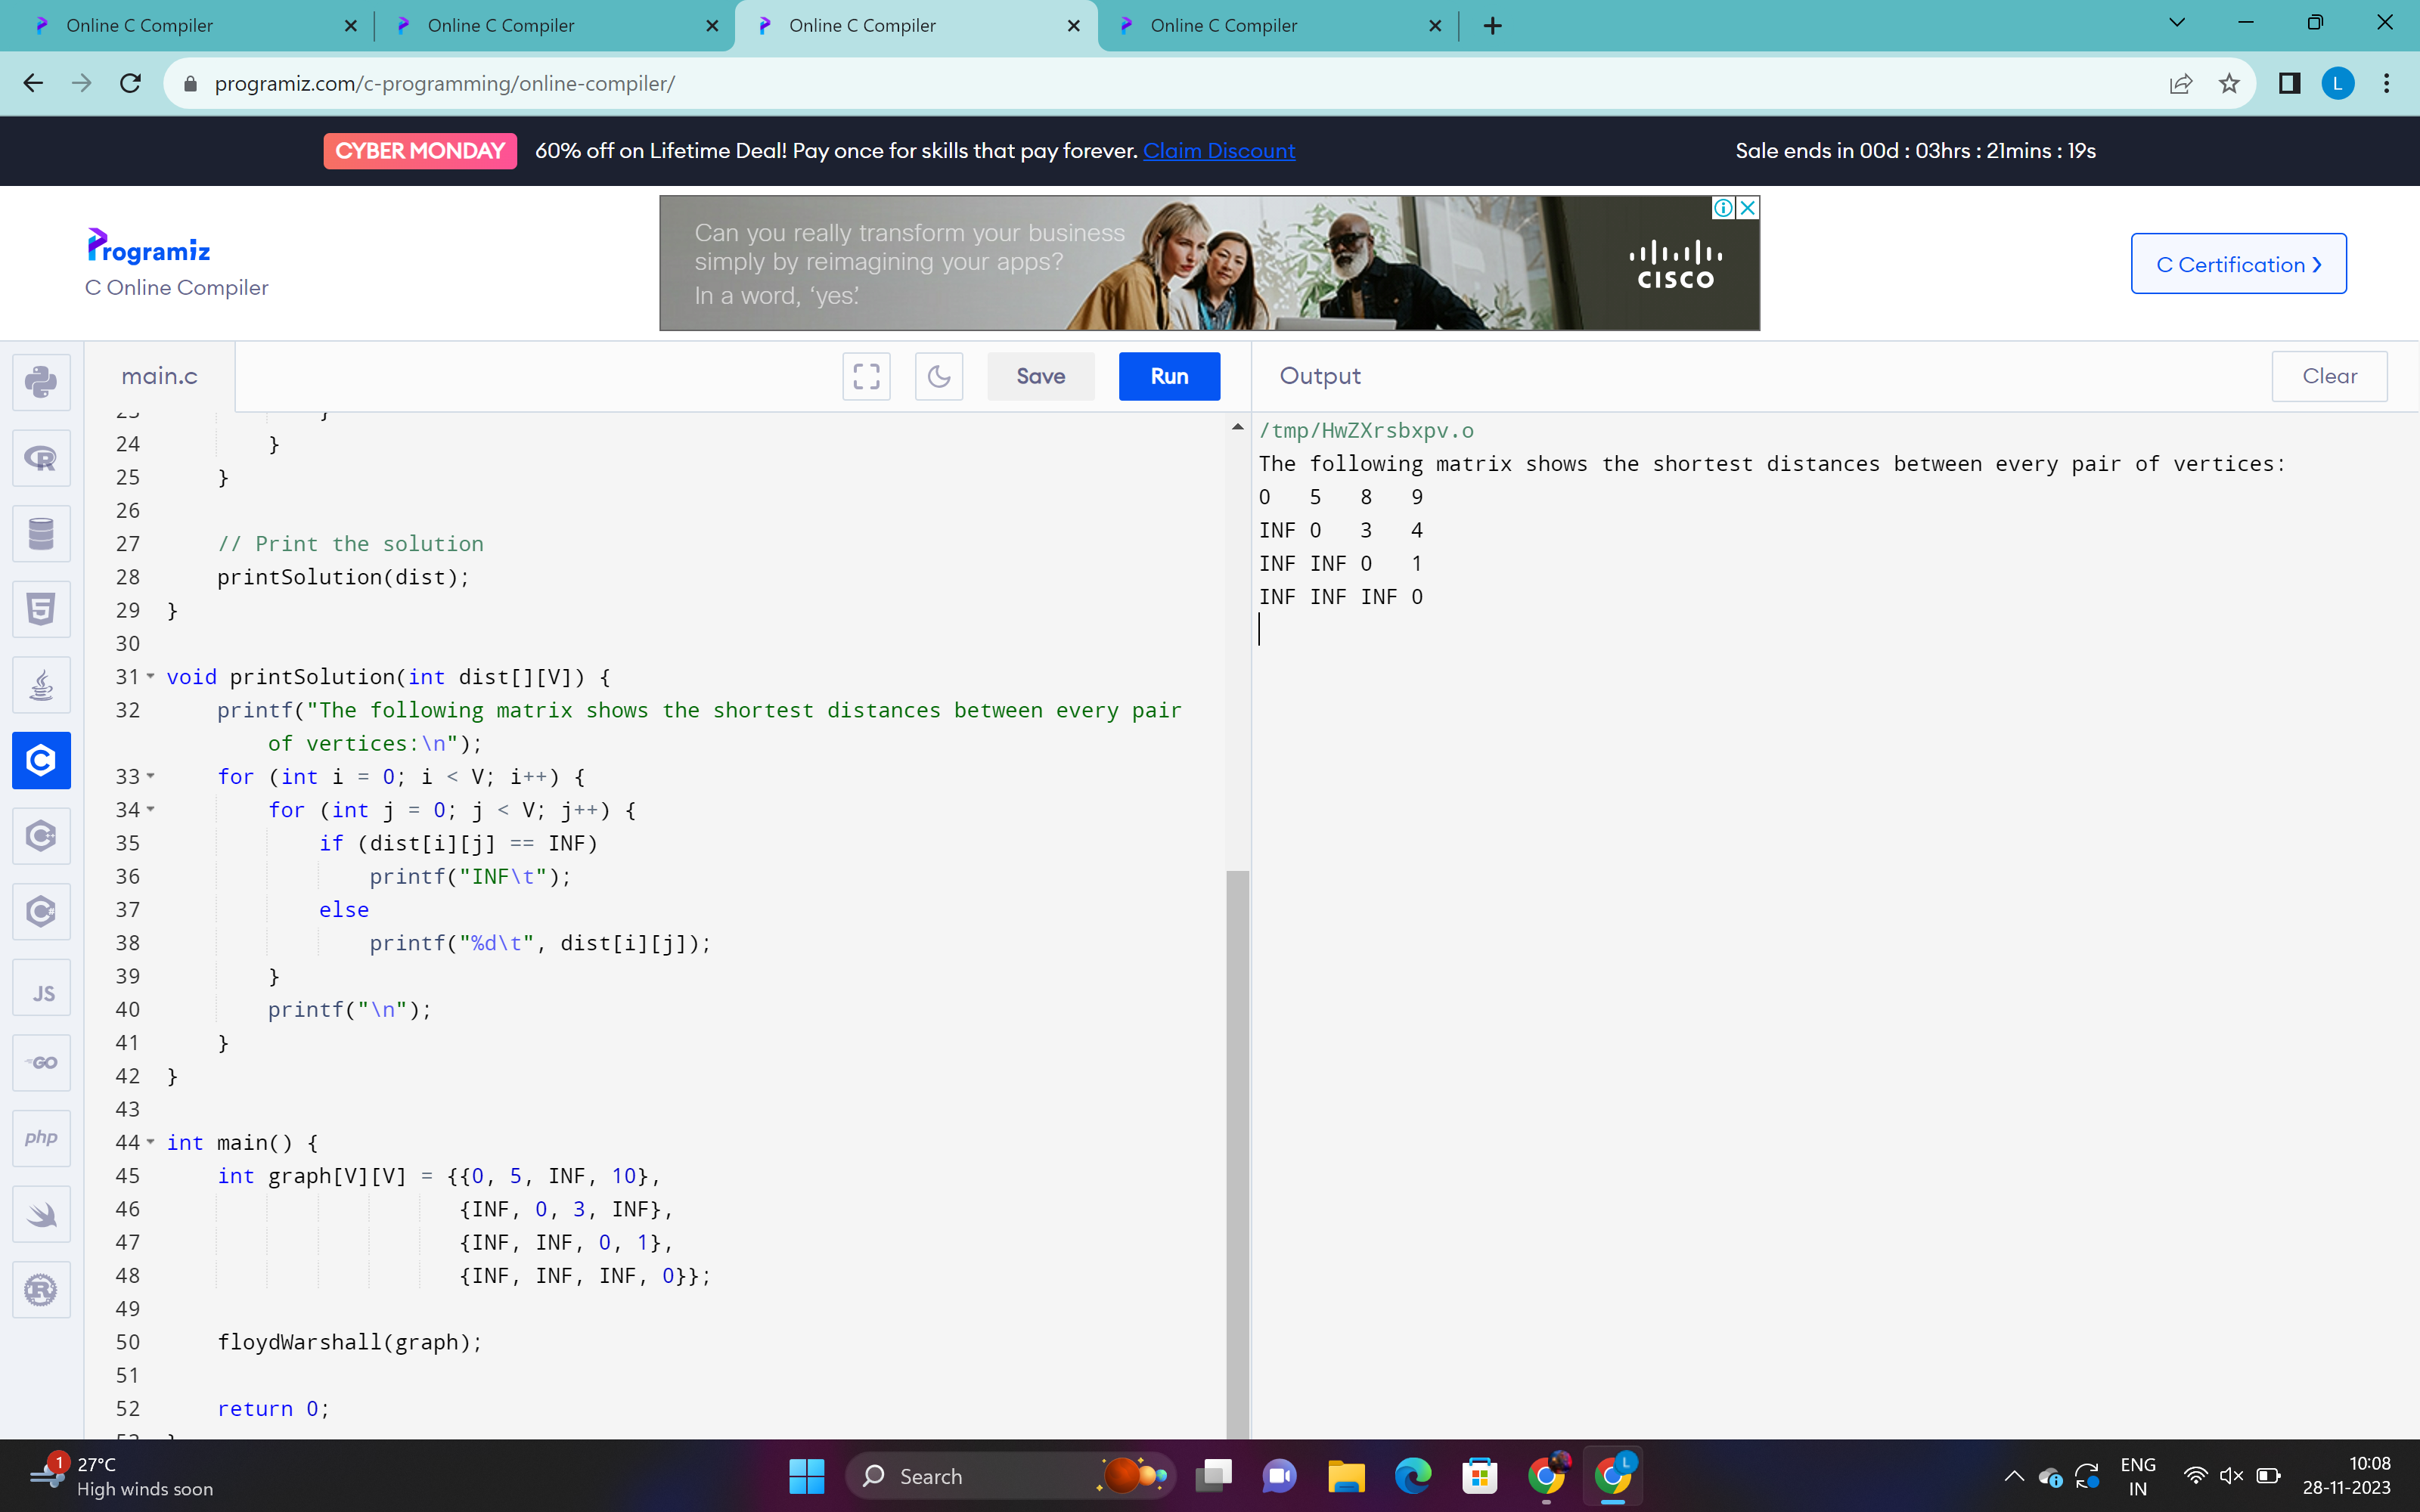 Online C Compiler
Online C Compiler
Online C Compiler
Online C Compiler
programiz.com/c-programming/online-compiler/
L
CYBER MONDAY 60% off on Lifetime Deal! Pay once for skills that pay forever. Claim Discount
Sale ends in 00d : 03hrs : 21mins : 19s
Programiz
C Online Compiler
Can you really transform your business
simply by reimagining your apps?
In a word, ‘yes’.
CISCO
C Certification ❯
main.c
Save
Run
Output
Clear
24 }
25 }
26
27 // Print the solution
28 printSolution(dist);
29 }
30
31 void printSolution(int dist[][V]) {
32 printf("The following matrix shows the shortest distances between every pair
of vertices:\n");
33 for (int i = 0; i < V; i++) {
34 for (int j = 0; j < V; j++) {
35 if (dist[i][j] == INF)
36 printf("INF\t");
37 else
38 printf("%d\t", dist[i][j]);
39 }
40 printf("\n");
41 }
42 }
43
44 int main() {
45 int graph[V][V] = {{0, 5, INF, 10},
46 {INF, 0, 3, INF},
47 {INF, INF, 0, 1},
48 {INF, INF, INF, 0}};
49
50 floydWarshall(graph);
51
52 return 0;
/tmp/HwZXrsbxpv.o
The following matrix shows the shortest distances between every pair of vertices:
0 5 8 9
INF 0 3 4
INF INF 0 1
INF INF INF 0
R
5
C
C++
C#
JS
GO
php
R
1
27°C
High winds soon
Search
L
ENG
IN
10:08
28-11-2023